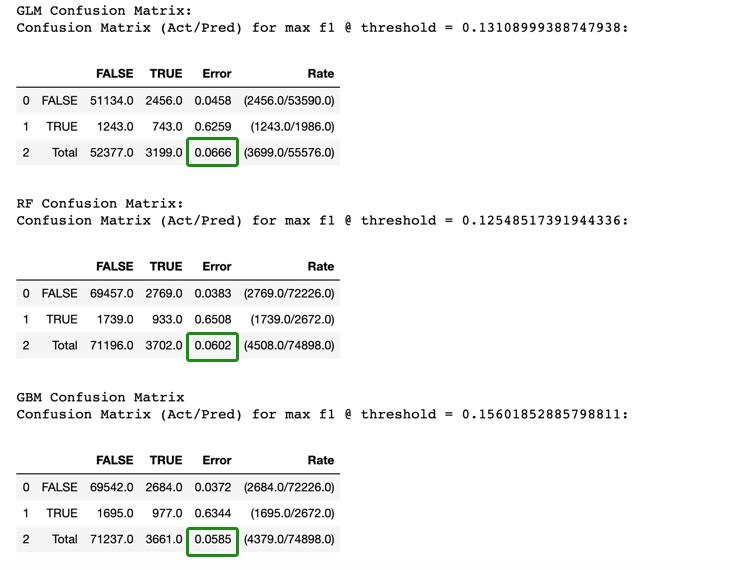 GLM Confusion Matrix:
Confusion Matrix (Act/Pred) for max f1 @ threshold = 0.13108999388747938:
FALSE TRUE Error Rate
0 FALSE 51134.0 2456.0 0.0458 (2456.0/53590.0)
1 TRUE 1243.0 743.0 0.6259 (1243.0/1986.0)
2 Total 52377.0 3199.0 0.0666 (3699.0/55576.0)
RF Confusion Matrix:
Confusion Matrix (Act/Pred) for max f1 @ threshold = 0.12548517391944336:
FALSE TRUE Error Rate
0 FALSE 69457.0 2769.0 0.0383 (2769.0/72226.0)
1 TRUE 1739.0 933.0 0.6508 (1739.0/2672.0)
2 Total 71196.0 3702.0 0.0602 (4508.0/74898.0)
GBM Confusion Matrix
Confusion Matrix (Act/Pred) for max f1 @ threshold = 0.15601852885798811:
FALSE TRUE Error Rate
0 FALSE 69542.0 2684.0 0.0372 (2684.0/72226.0)
1 TRUE 1695.0 977.0 0.6344 (1695.0/2672.0)
2 Total 71237.0 3661.0 0.0585 (4379.0/74898.0)